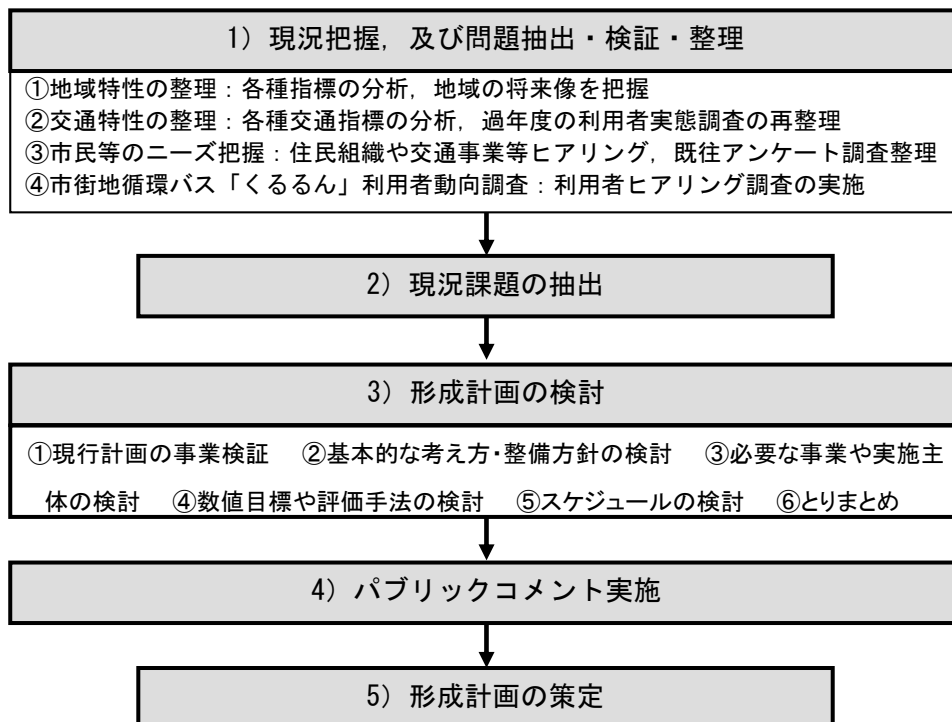 1）現況把握，及び問題抽出・検証・整理
①地域特性の整理：各種指標の分析，地域の将来像を把握
②交通特性の整理：各種交通指標の分析，過年度の利用者実態調査の再整理
③市民等のニーズ把握：住民組織や交通事業等ヒアリング，既往アンケート調査整理
④市街地循環バス「くるるん」利用者動向調査：利用者ヒアリング調査の実施
2）現況課題の抽出
3）形成計画の検討
①現行計画の事業検証　②基本的な考え方・整備方針の検討　③必要な事業や実施主
体の検討　④数値目標や評価手法の検討　⑤スケジュールの検討　⑥とりまとめ
4）パブリックコメント実施
5）形成計画の策定